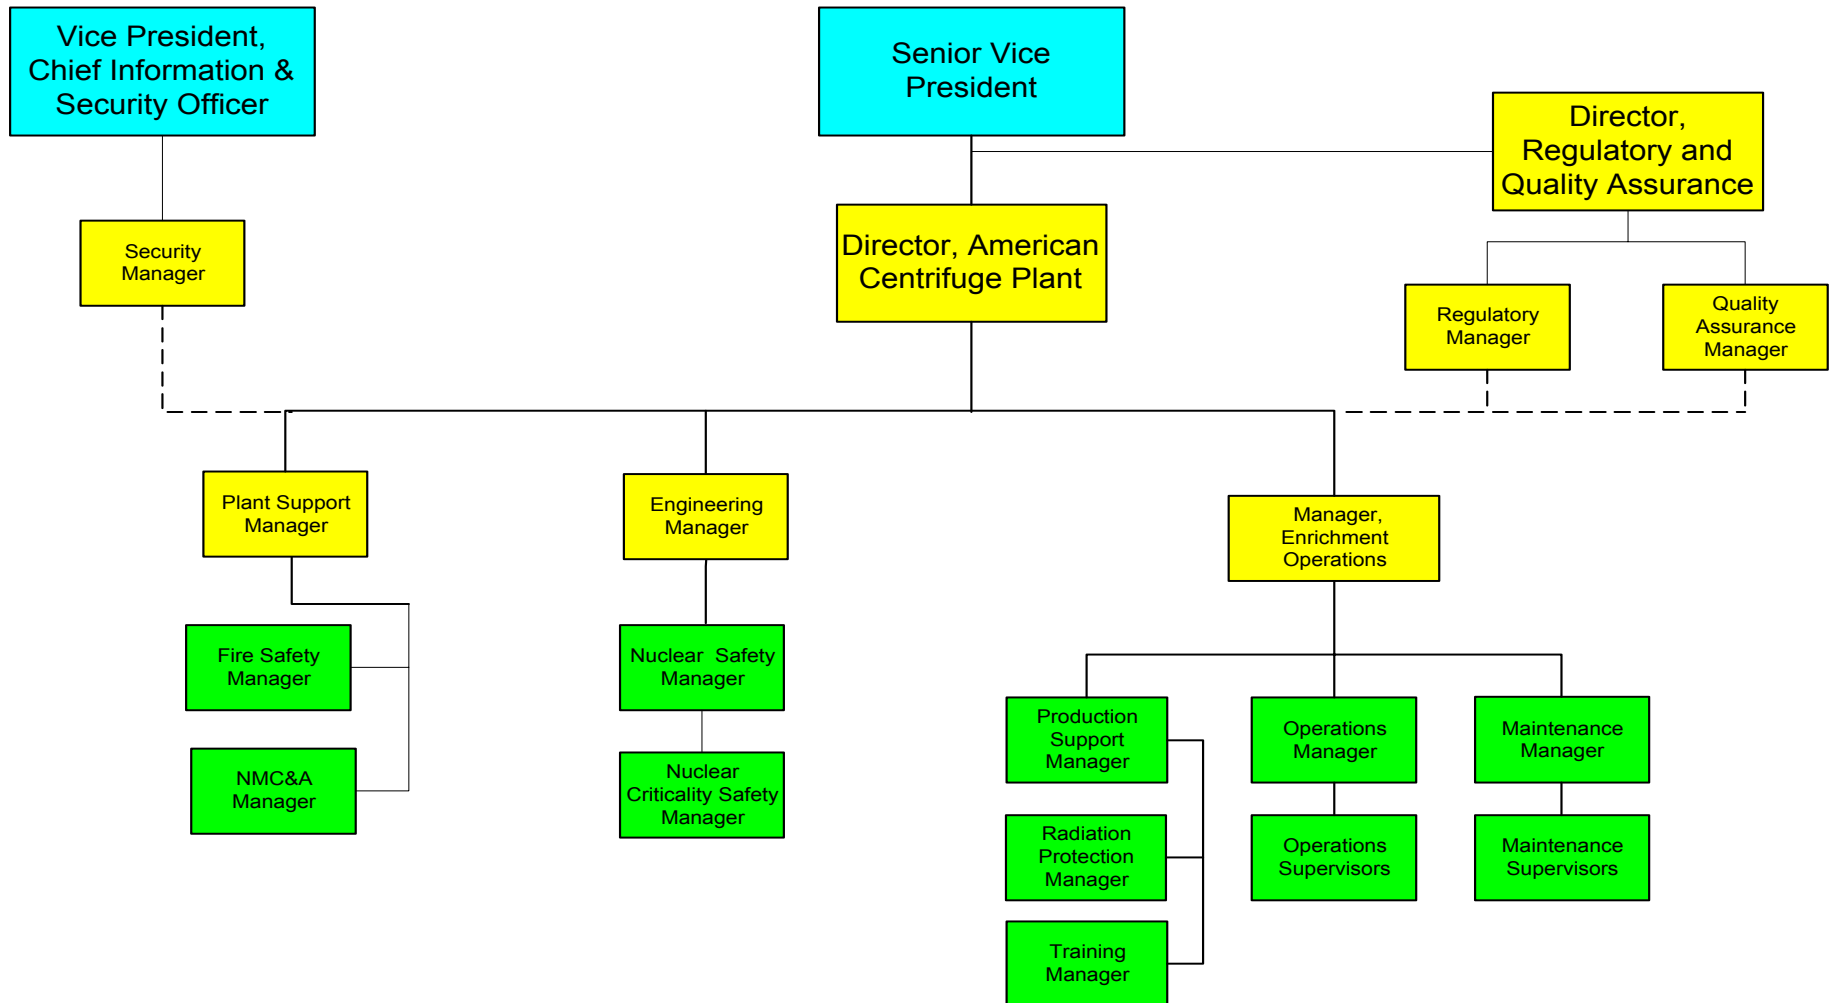 Vice President,
Chief Information &
Security Officer
Senior Vice
President
Director,
Regulatory and
Quality Assurance
Security
Manager
Director, American
Centrifuge Plant
Regulatory
Manager
Quality
Assurance
Manager
Plant Support
Manager
Engineering
Manager
Manager,
Enrichment
Operations
Fire Safety
Manager
Nuclear Safety
Manager
Production
Support
Manager
Operations
Manager
Maintenance
Manager
NMC&A
Manager
Nuclear
Criticality Safety
Manager
Radiation
Protection
Manager
Operations
Supervisors
Maintenance
Supervisors
Training
Manager